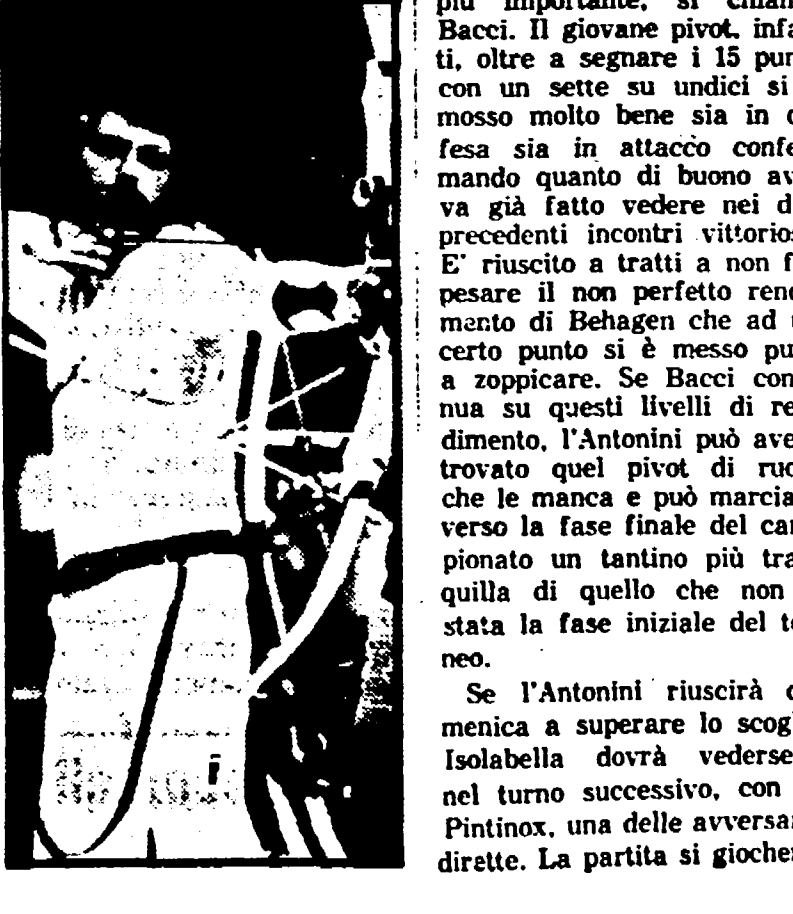 più importante, si chia
Bacci. Il giovane pivot, infa
ti, oltre a segnare i 15 pun
con un sette su undici si
mosso molto bene sia in d
fesa sia in attacco confe
mando quanto di buono av
va già fatto vedere nei d
precedenti incontri vittorios
E' riuscito a tratti a non f
pesare il non perfetto rend
mento di Behagen che ad
certo punto si è messo pu
a zoppicare. Se Bacci con
nua su questi livelli di re
dimento, l'Antonini può ave
trovato quel pivot di ruo
che le manca e può marcia
verso la fase finale del ca
pionato un tantino più tra
quilla di quello che non
stata la fase iniziale del to
neo.
Se l'Antonini riuscirà d
menica a superare lo scog
Isolabella dovrà vederse
nel turno successivo, con
Pintinox, una delle avversa
dirette. La partita si gioche